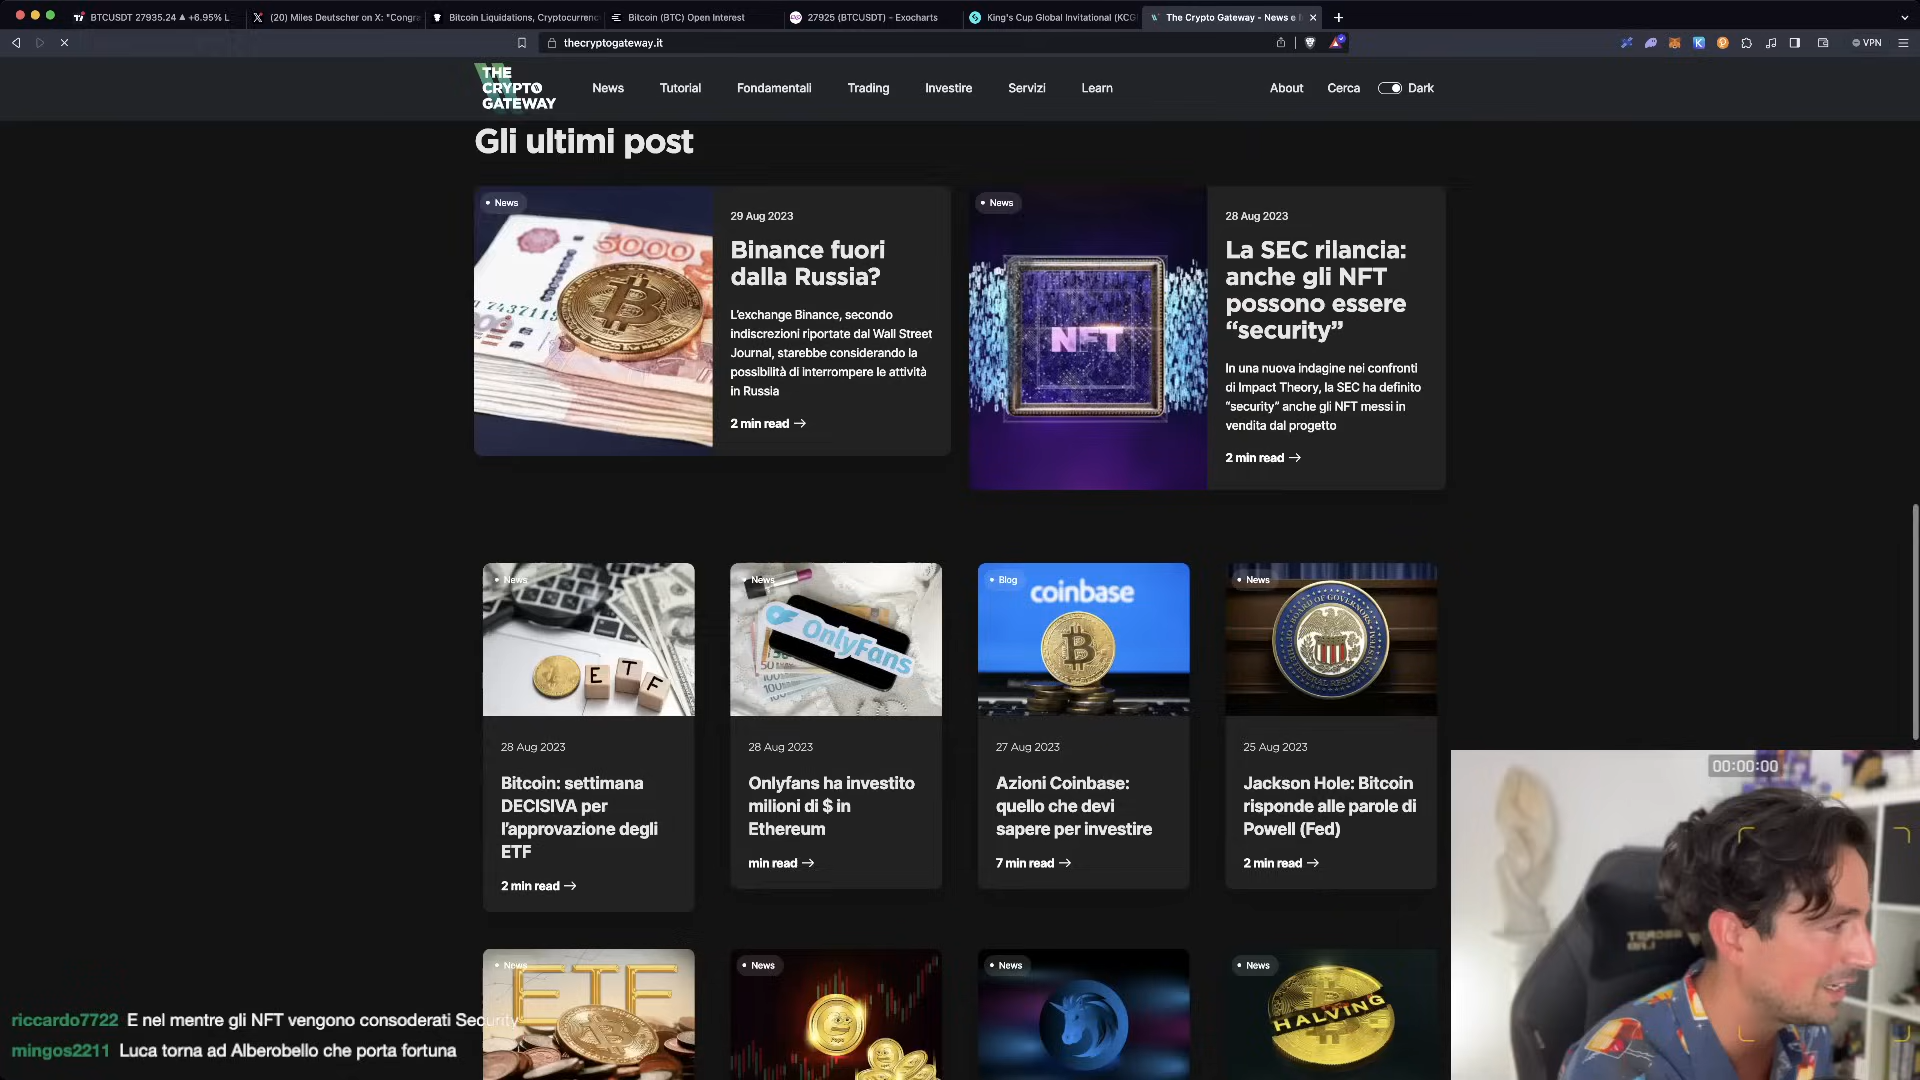 BTCUSDT 27935.24 ▲ +6.95% L
(20) Miles Deutscher on X: "Congra
Bitcoin Liquidations, Cryptocurrenc
Bitcoin (BTC) Open Interest
27925 (BTCUSDT) - Exocharts
King's Cup Global Invitational (KCG
The Crypto Gateway - News e
thecryptogateway.it
VPN
THE
CRYPTO
GATEWAY
News
Tutorial
Fondamentali
Trading
Investire
Servizi
Learn
About
Cerca
Dark
Gli ultimi post
News
5000
29 Aug 2023
Binance fuori
dalla Russia?
L'exchange Binance, secondo
indiscrezioni riportate dal Wall Street
Journal, starebbe considerando la
possibilità di interrompere le attività
in Russia
2 min read →
News
NFT
28 Aug 2023
La SEC rilancia:
anche gli NFT
possono essere
“security”
In una nuova indagine nei confronti
di Impact Theory, la SEC ha definito
“security” anche gli NFT messi in
vendita dal progetto
2 min read →
News
ETF
28 Aug 2023
Bitcoin: settimana
DECISIVA per
l'approvazione degli
ETF
2 min read →
News
OnlyFans
28 Aug 2023
Onlyfans ha investito
milioni di $ in
Ethereum
min read →
Blog
coinbase
27 Aug 2023
Azioni Coinbase:
quello che devi
sapere per investire
7 min read →
News
25 Aug 2023
Jackson Hole: Bitcoin
risponde alle parole di
Powell (Fed)
2 min read →
News
ETF
News
News
News
HALVING
00:00:00
riccardo7722 E nel mentre gli NFT vengono consoderati Security
mingos2211 Luca torna ad Alberobello che porta fortuna